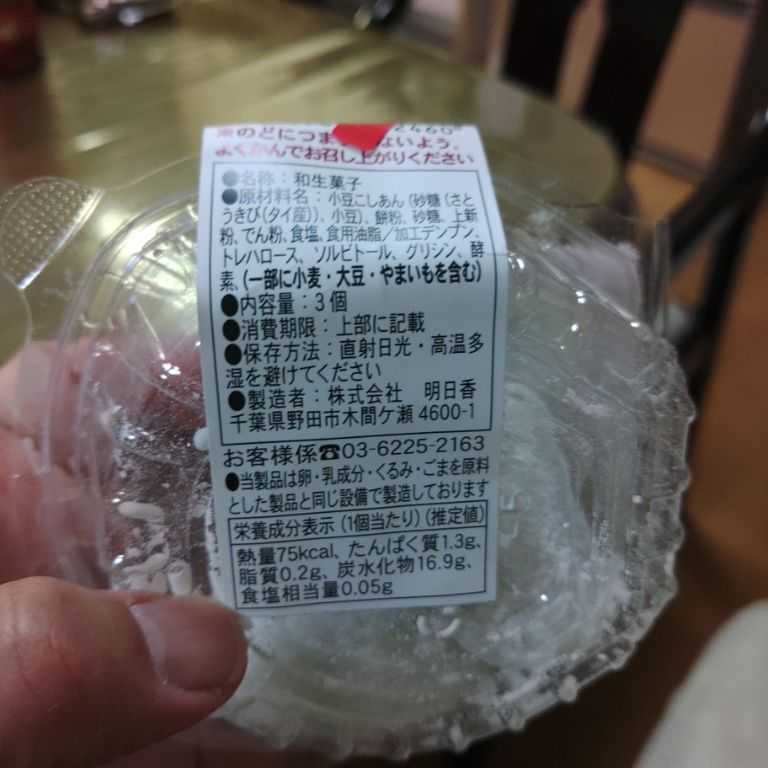 2460
のどにつま ないよう、
よくかんでお召し上がりください
●名称：和生菓子
●原材料名：小豆こしあん（砂糖（さと
うきび（タイ産））、小豆）、餅粉、砂糖、上新
粉、でん粉、食塩、食用油脂／加工デンプン、
トレハロース、ソルビトール、グリシン、酵
素、（一部に小麦・大豆・やまいもを含む）
●内容量：3個
●消費期限：上部に記載
●保存方法：直射日光・高温多
湿を避けてください
●製造者：株式会社　明日香
千葉県野田市木間ケ瀬 4600-1
お客様係☎03-6225-2163
●当製品は卵・乳成分・くるみ・ごまを原料
とした製品と同じ設備で製造しております
栄養成分表示（1個当たり）（推定値）
熱量75kcal、たんぱく質1.3g、
脂質0.2g、炭水化物16.9g、
食塩相当量0.05g